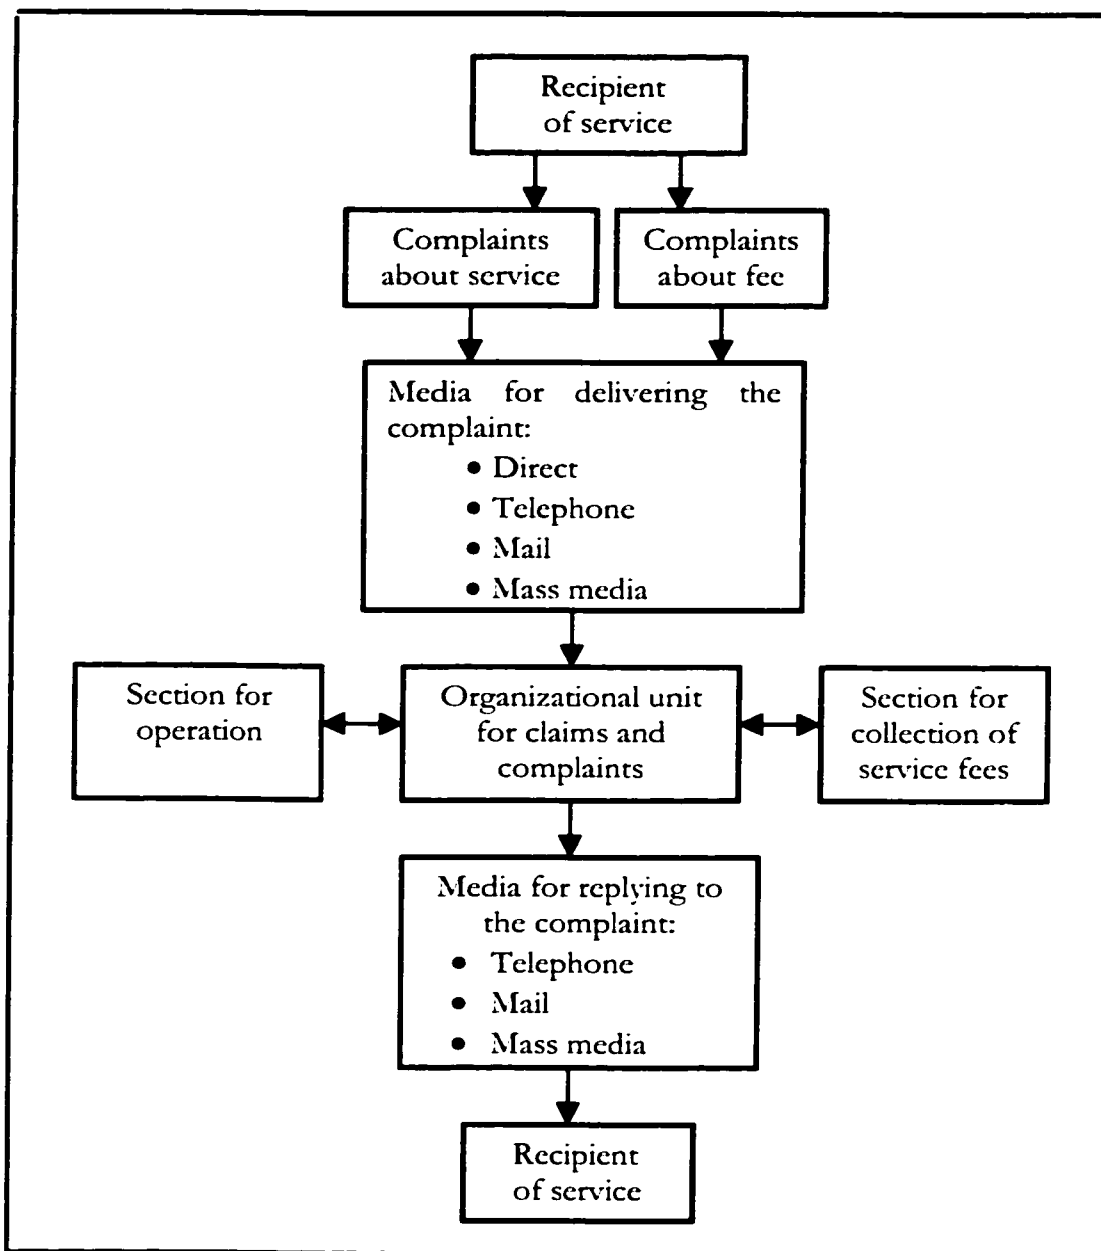 Recipient
of service
Complaints
about service
Complaints
about fee
Media for delivering the
complaint:
• Direct
• Telephone
• Mail
• Mass media
Section for
operation
Organizational unit
for claims and
complaints
Section for
collection of
service fees
Media for replying to
the complaint:
• Telephone
• Mail
• Mass media
Recipient
of service